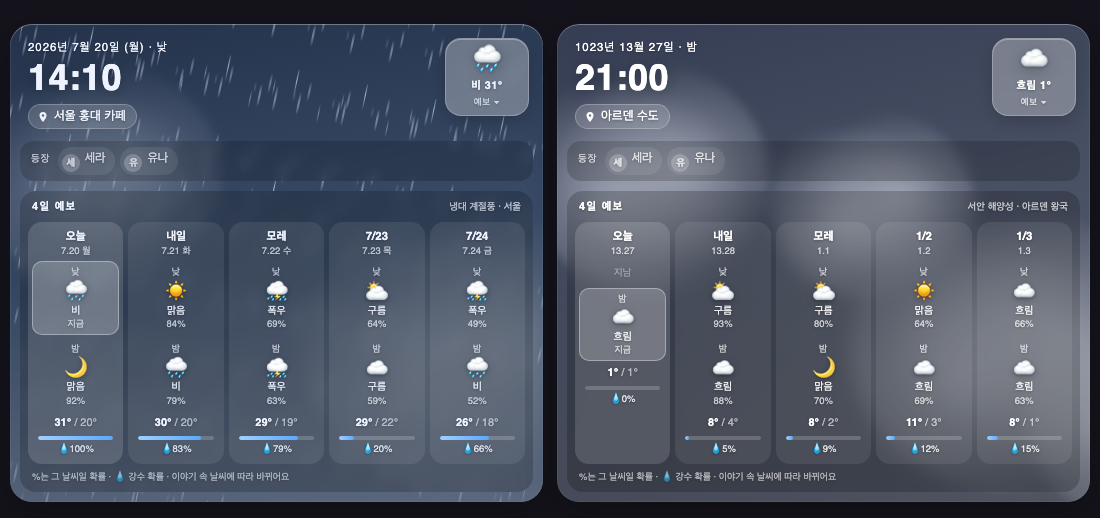 2026년 7월 20일 (월) · 낮
14:10
서울 홍대 카페
비 31°
예보
등장 세 세라 유 유나
4일 예보
냉대 계절풍 · 서울
오늘 내일 모레 7/23 7/24
7.20 월 7.21 화 7.22 수 7.23 목 7.24 금
낮 낮 낮 낮 낮
비 맑음 폭우 구름 폭우
지금 84% 69% 64% 49%
밤 밤 밤 밤 밤
맑음 비 폭우 구름 비
92% 79% 63% 59% 52%
31° / 20° 30° / 20° 29° / 19° 29° / 22° 26° / 18°
100% 83% 79% 20% 66%
%는 그 날씨일 확률 · 강수 확률 · 이야기 속 날씨에 따라 바뀌어요
1023년 13월 27일 · 밤
21:00
아르덴 수도
흐림 1°
예보
등장 세 세라 유 유나
4일 예보
서안 해양성 · 아르덴 왕국
오늘 내일 모레 1/2 1/3
13.27 13.28 1.1 1.2 1.3
지남 낮 낮 낮 낮
구름 구름 맑음 흐림
93% 80% 64% 66%
밤 밤 밤 밤 밤
흐림 흐림 맑음 흐림 흐림
지금 88% 70% 69% 63%
1° / 1° 8° / 4° 8° / 2° 11° / 3° 8° / 1°
0% 5% 9% 12% 15%
%는 그 날씨일 확률 · 강수 확률 · 이야기 속 날씨에 따라 바뀌어요